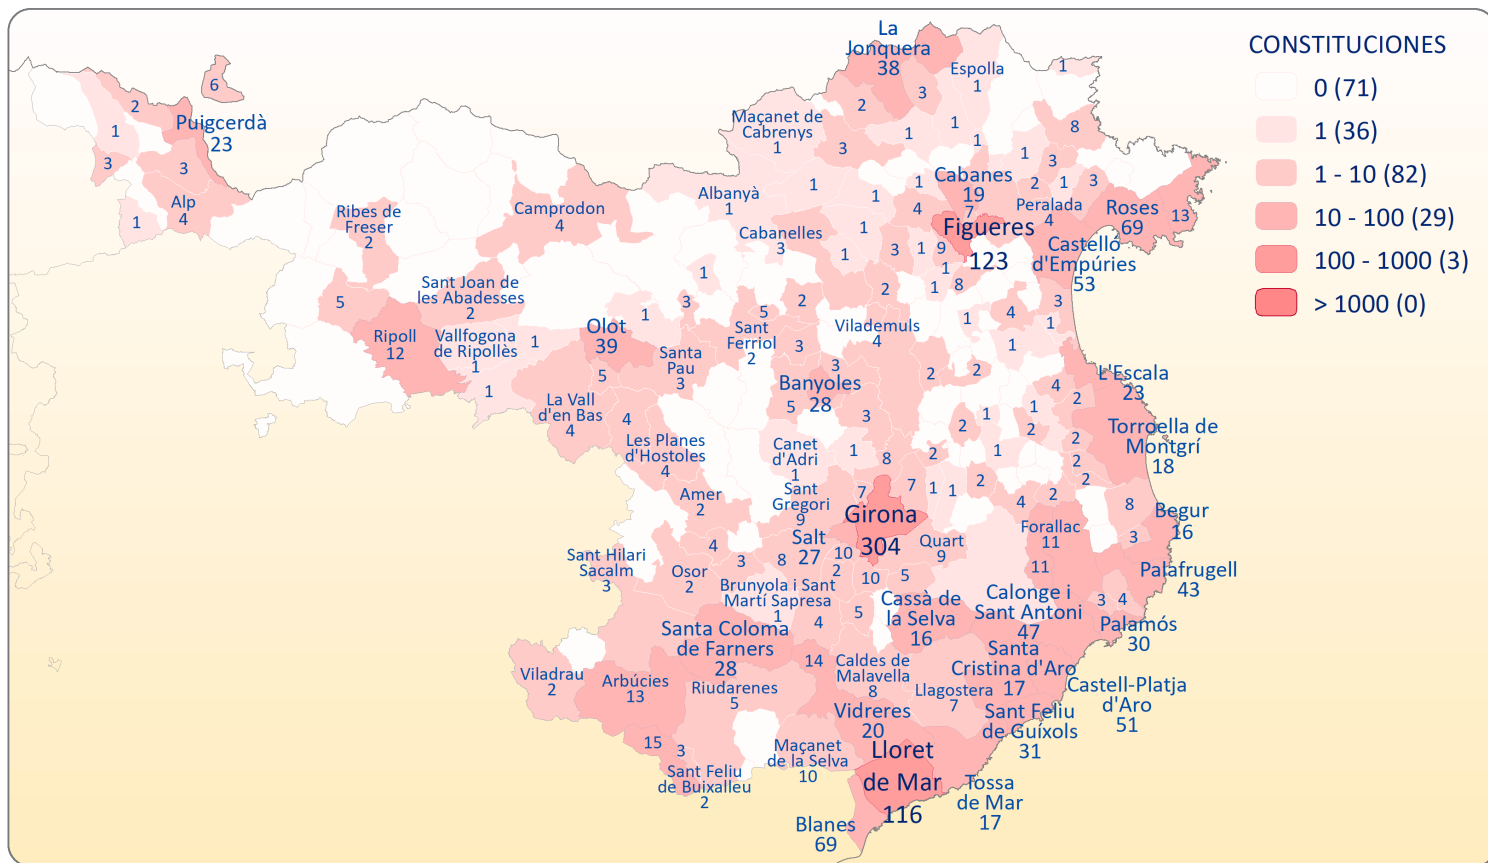 CONSTITUCIONES
0 (71)
1 (36)
1 - 10 (82)
10 - 100 (29)
100 - 1000 (3)
> 1000 (0)
La
Jonquera
38
Espolla
1
1
6
2
3
2
Puigcerdà
23
1
3
3
Maçanet de
Cabrenys
1
1
1
1
8
3
1
3
Alp
4
1
Ribes de
Freser
2
Camprodon
4
Albanyà
1
1
1
1
Cabanes
19
7
2
1
3
Peralada
4
Roses
69
13
4
Cabanelles
3
1
1
3
1
9
1
8
Figueres
123
Castelló
d'Empúries
53
Sant Joan de
les Abadesses
2
5
Ripoll
12
Vallfogona
de Ripollès
1
1
1
Olot
39
1
1
3
5
2
2
1
Sant
Ferriol
2
3
Vilademuls
4
1
4
3
1
1
Santa
Pau
3
5
3
Banyoles
28
5
3
2
2
4
2
L'Escala
23
La Vall
d'en Bas
4
4
Les Planes
d'Hostoles
4
Canet
d'Adri
1
1
8
2
2
1
1
2
1
2
2
2
Torroella de
Montgrí
18
Amer
2
Sant
Gregori
9
7
7
1
1
2
4
2
8
Begur
16
3
Girona
304
Salt
27
10
2
10
5
Quart
9
Forallac
11
11
Palafrugell
43
Sant Hilari
Sacalm
3
4
3
8
Osor
2
Brunyola i Sant
Martí Sapresa
1
4
5
Cassà de
la Selva
16
Calonge i
Sant Antoni
47
3
4
Palamós
30
Santa Coloma
de Farners
28
14
Caldes de
Malavella
8
Santa
Cristina d'Aro
17
Llagostera
7
Castell-Platja
d'Aro
51
Viladrau
2
Arbúcies
13
Riudarenes
5
Vidreres
20
Sant Feliu
de Guíxols
31
15
3
Sant Feliu
de Buixalleu
2
Maçanet
de la Selva
10
Lloret
de Mar
116
Tossa
de Mar
17
Blanes
69